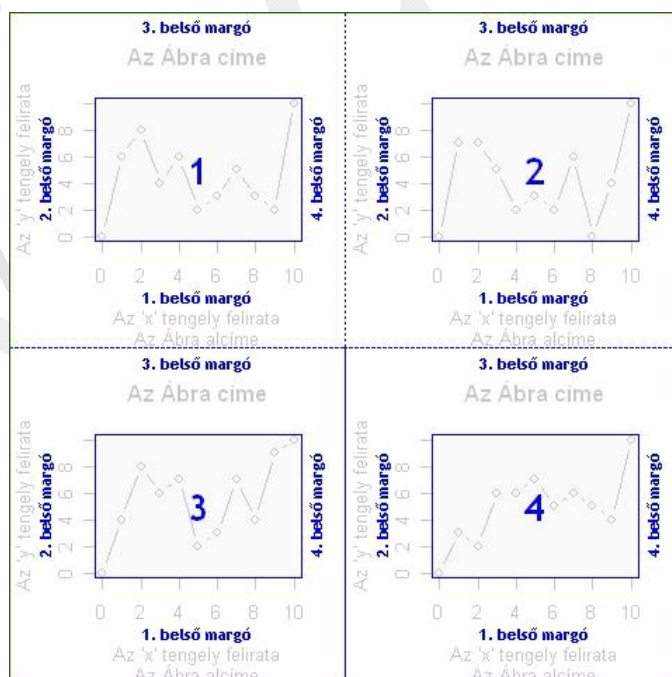 3. belső margó
Az Ábra cime
Az 'y' tengely felirata
2. belső margó
0 2 4 6 8
1
4. belső margó
0 2 4 6 8 10
1. belső margó
Az 'x' tengely felirata
Az Ábra alcíme
3. belső margó
Az Ábra cime
Az 'y' tengely felirata
2. belső margó
0 2 4 6 8
2
4. belső margó
0 2 4 6 8 10
1. belső margó
Az 'x' tengely felirata
Az Ábra alcíme
3. belső margó
Az Ábra cime
Az 'y' tengely felirata
2. belső margó
0 2 4 6 8
3
4. belső margó
0 2 4 6 8 10
1. belső margó
Az 'x' tengely felirata
Az Ábra alcíme
3. belső margó
Az Ábra cime
Az 'y' tengely felirata
2. belső margó
0 2 4 6 8
4
4. belső margó
0 2 4 6 8 10
1. belső margó
Az 'x' tengely felirata
Az Ábra alcíme